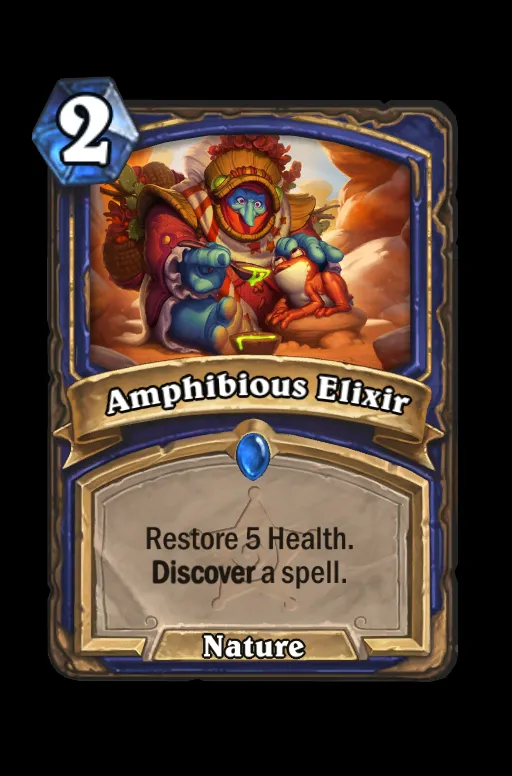 2
Amphibious Elixir
Restore 5 Health.
Discover a spell.
Nature